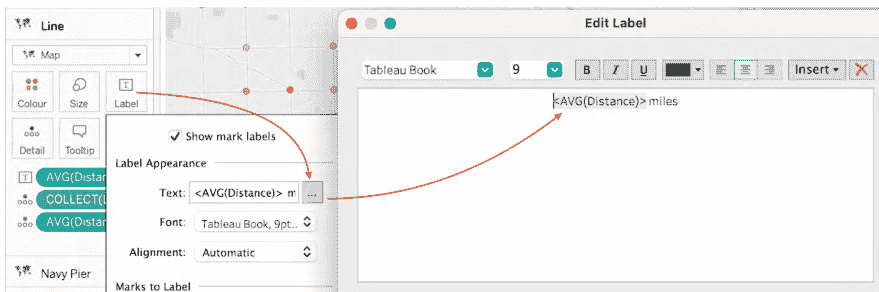 Line
Map
Colour
Size
Label
Detail
Tooltip
AVG(Distan
COLLECT(
AVG(Distan
Navy Pier
Show mark labels
Label Appearance
Text: <AVG(Distance)> m ...
Font: Tableau Book, 9pt...
Alignment: Automatic
Marks to Label
Edit Label
Tableau Book 9 B I U Insert
<AVG(Distance)> miles